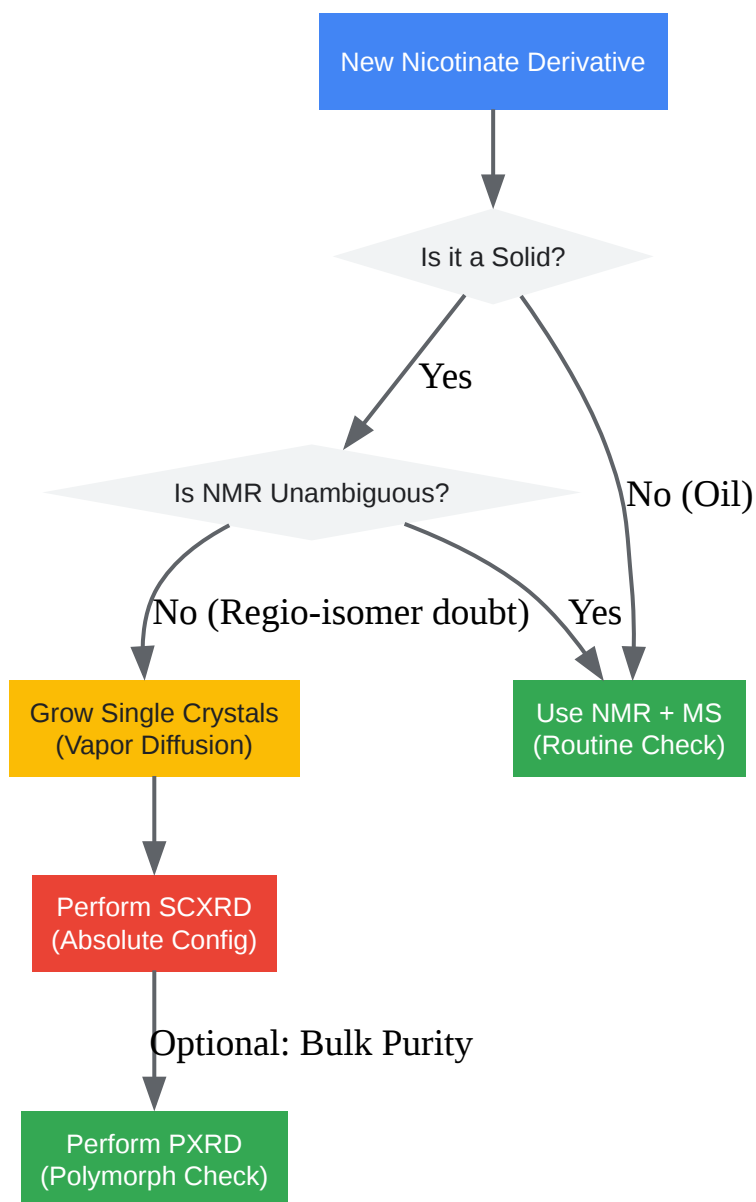 New Nicotinate Derivative
Is it a Solid?
Yes
Is NMR Unambiguous?
No (Oil)
No (Regio-isomer doubt)
Yes
Grow Single Crystals
(Vapor Diffusion)
Use NMR + MS
(Routine Check)
Perform SCXRD
(Absolute Config)
Optional: Bulk Purity
Perform PXRD
(Polymorph Check)